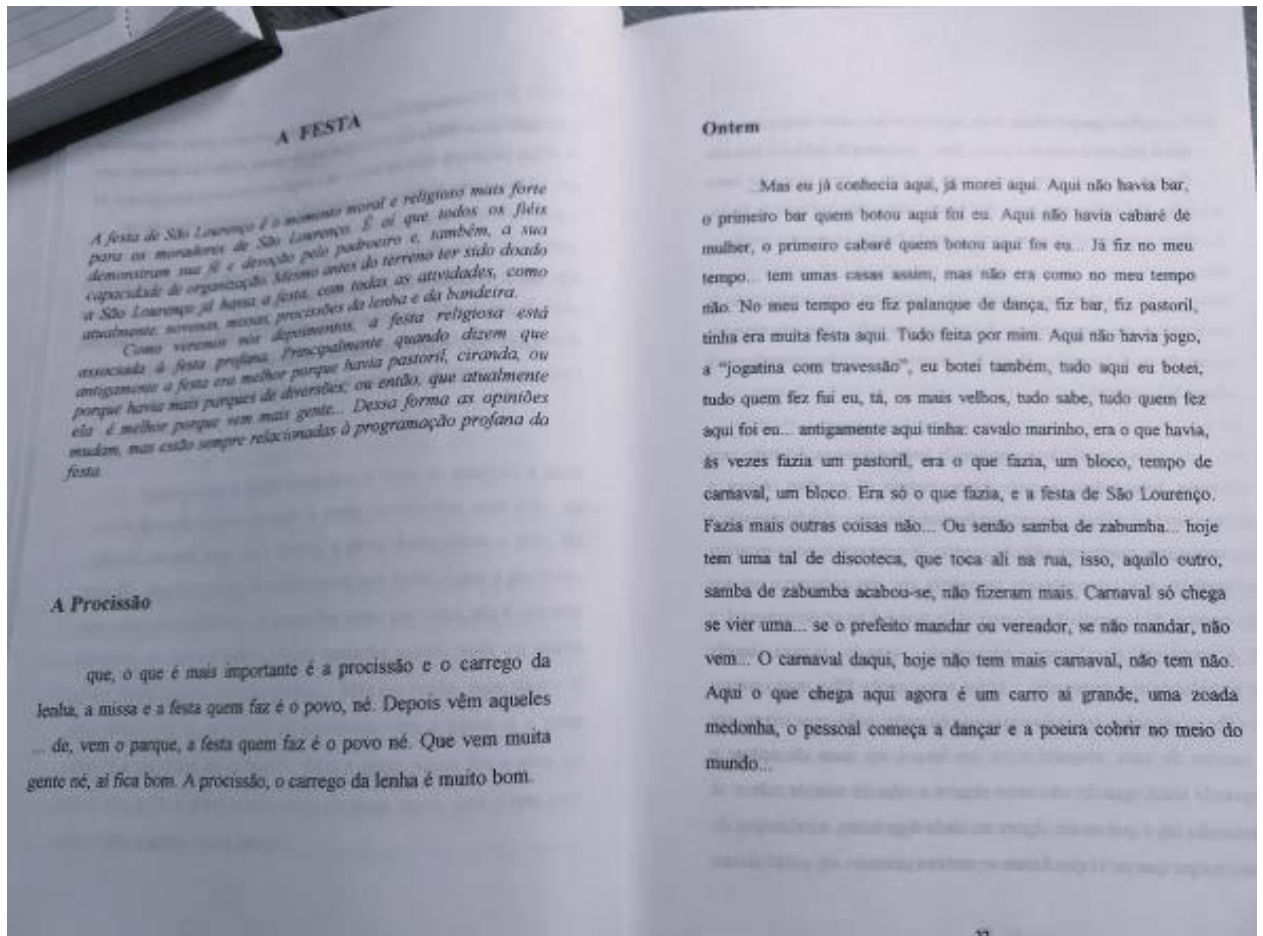 A FESTA
A festa de São Lourenço é o momento moral e religioso mais forte
para os moradores de São Lourenço. É aí que todos os fiéis
demonstram sua fé e devoção pelo padroeiro e, também, a sua
capacidade de organização. Mesmo antes do terreno ter sido doado
a São Lourenço já havia a festa, com todas as atividades, como
atualmente, novenas, missas, procissões da lenha e da bandeira.
Como veremos nos depoimentos, a festa religiosa está
associada à festa profana. Principalmente quando dizem que
antigamente a festa era melhor porque havia pastoril, ciranda, ou
porque havia mais parques de diversões; ou então, que atualmente
ela é melhor porque vem mais gente... Dessa forma as opiniões
mudam, mas estão sempre relacionadas à programação profana da
festa.
A Procissão
que, o que é mais importante é a procissão e o carrego da
lenha, a missa e a festa quem faz é o povo, né. Depois vêm aqueles
... de, vem o parque, a festa quem faz é o povo né. Que vem muita
gente né, aí fica bom. A procissão, o carrego da lenha é muito bom.
Ontem
...Mas eu já conhecia aqui, já morei aqui. Aqui não havia bar,
o primeiro bar quem botou aqui fui eu. Aqui não havia cabaré de
mulher, o primeiro cabaré quem botou aqui foi eu... Já fiz no meu
tempo... tem umas casas assim, mas não era como no meu tempo
não. No meu tempo eu fiz palanque de dança, fiz bar, fiz pastoril,
tinha era muita festa aqui. Tudo feita por mim. Aqui não havia jogo,
a “jogatina com travessão”, eu botei também, tudo aqui eu botei,
tudo quem fez fui eu, tá, os mais velhos, tudo sabe, tudo quem fez
aqui foi eu... antigamente aqui tinha: cavalo marinho, era o que havia,
às vezes fazia um pastoril, era o que fazia, um bloco, tempo de
carnaval, um bloco. Era só o que fazia, e a festa de São Lourenço.
Fazia mais outras coisas não... Ou senão samba de zabumba... hoje
tem uma tal de discoteca, que toca ali na rua, isso, aquilo outro,
samba de zabumba acabou-se, não fizeram mais. Carnaval só chega
se vier uma... se o prefeito mandar ou vereador, se não mandar, não
vem... O carnaval daqui, hoje não tem mais carnaval, não tem não.
Aqui o que chega aqui agora é um carro aí grande, uma zoada
medonha, o pessoal começa a dançar e a poeira cobrir no meio do
mundo...